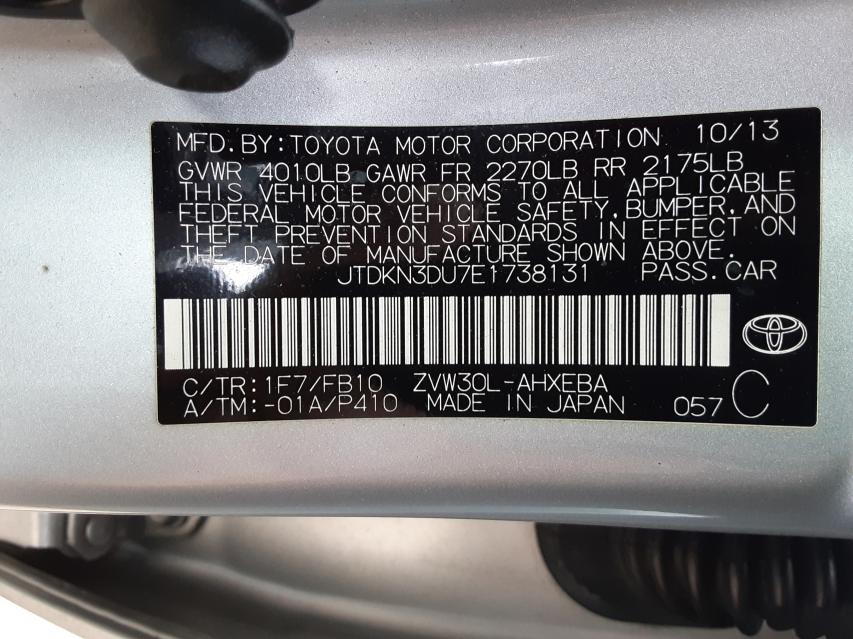 MFD.BY:TOYOTA MOTOR CORPORATION 10/13
GVWR 4010LB GAWR FR 2270LB RR 2175LB
THIS VEHICLE CONFORMS TO ALL APPLICABLE
FEDERAL MOTOR VEHICLE SAFETY,BUMPER,AND
THEFT PREVENTION STANDARDS IN EFFECT ON
THE DATE OF MANUFACTURE SHOWN ABOVE.
JTDKN3DU7E1738131 PASS.CAR
C/TR:1F7/FB10 ZVW30L-AHXEBA
A/TM:-01A/P410 MADE IN JAPAN 057 C